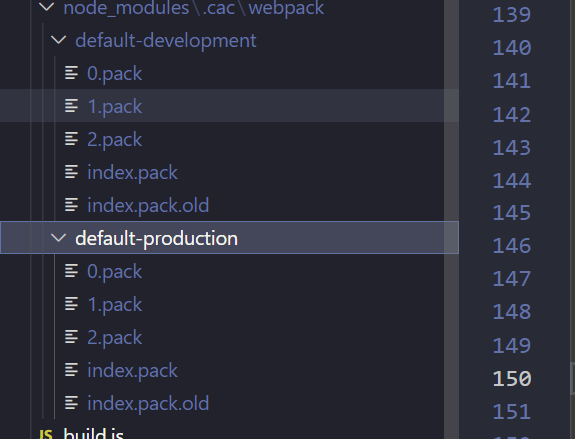 node_modules\.cac\webpack
default-development
0.pack
1.pack
2.pack
index.pack
index.pack.old
default-production
0.pack
1.pack
2.pack
index.pack
index.pack.old
JS build.js
139
140
141
142
143
144
145
146
147
148
149
150
151